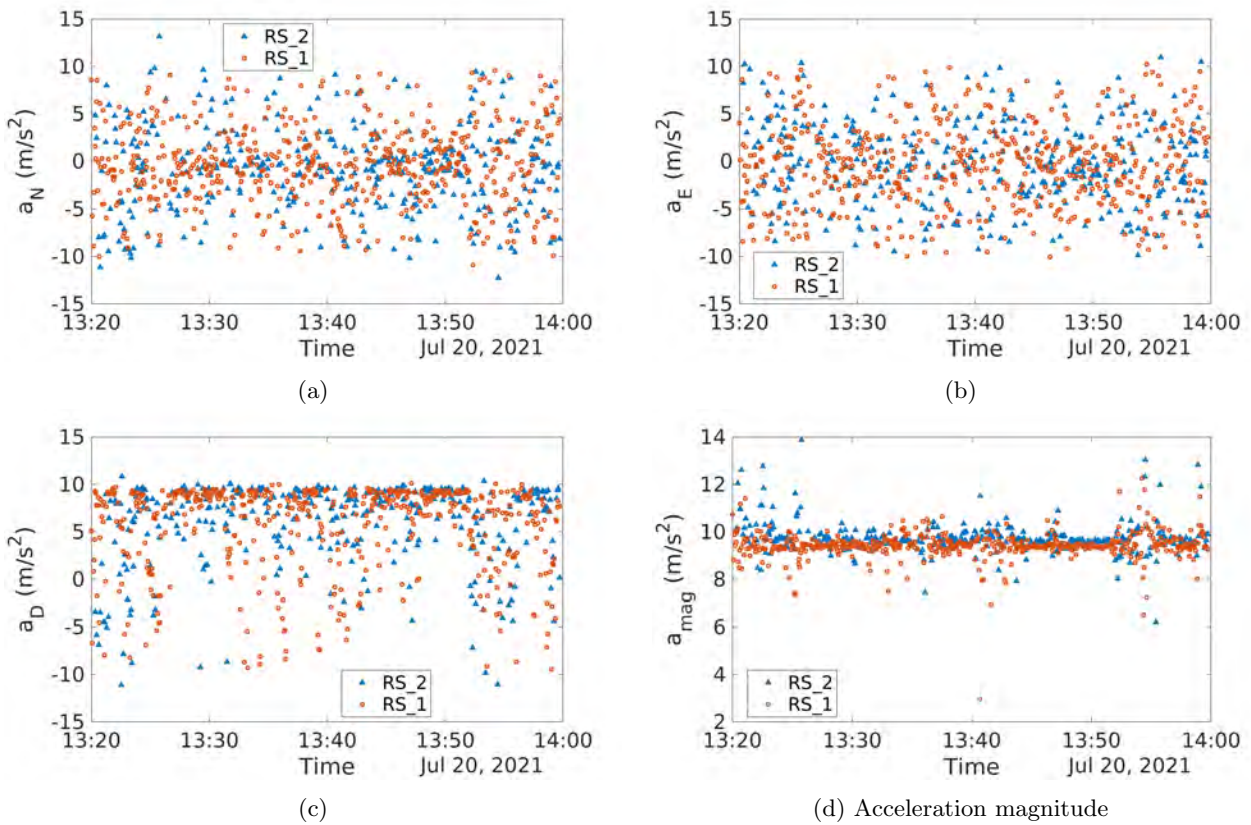 15
10
5
0
-5
-10
-15
a_N (m/s²)
RS_2
RS_1
13:20 13:30 13:40 13:50 14:00
Time Jul 20, 2021
(a)
15
10
5
0
-5
-10
-15
a_E (m/s²)
RS_2
RS_1
13:20 13:30 13:40 13:50 14:00
Time Jul 20, 2021
(b)
15
10
5
0
-5
-10
-15
a_D (m/s²)
RS_2
RS_1
13:20 13:30 13:40 13:50 14:00
Time Jul 20, 2021
(c)
14
12
10
8
6
4
2
a_mag (m/s²)
RS_2
RS_1
13:20 13:30 13:40 13:50 14:00
Time Jul 20, 2021
(d) Acceleration magnitude